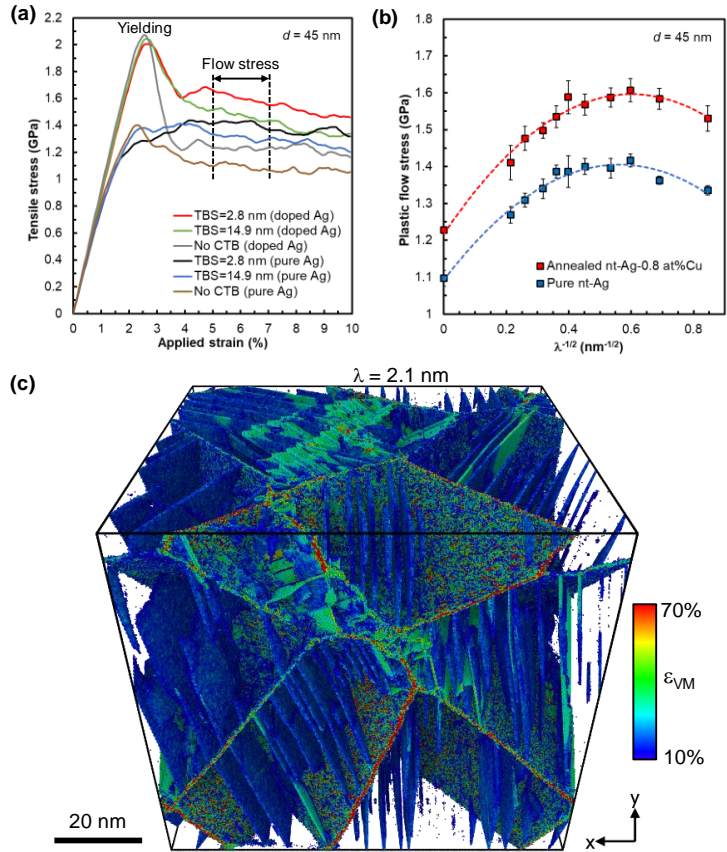 (a)
Yielding
d = 45 nm
Flow stress
2.2
2
1.8
1.6
1.4
1.2
1
0.8
0.6
0.4
0.2
0
Tensile stress (GPa)
TBS=2.8 nm (doped Ag)
TBS=14.9 nm (doped Ag)
No CTB (doped Ag)
TBS=2.8 nm (pure Ag)
TBS=14.9 nm (pure Ag)
No CTB (pure Ag)
0 1 2 3 4 5 6 7 8 9 10
Applied strain (%)
(b)
d = 45 nm
1.8
1.7
1.6
1.5
1.4
1.3
1.2
1.1
1
Plastic flow stress (GPa)
Annealed nt-Ag-0.8 at%Cu
Pure nt-Ag
0 0.2 0.4 0.6 0.8
λ-1/2 (nm-1/2)
(c)
λ = 2.1 nm
70%
εVM
10%
20 nm
y
x